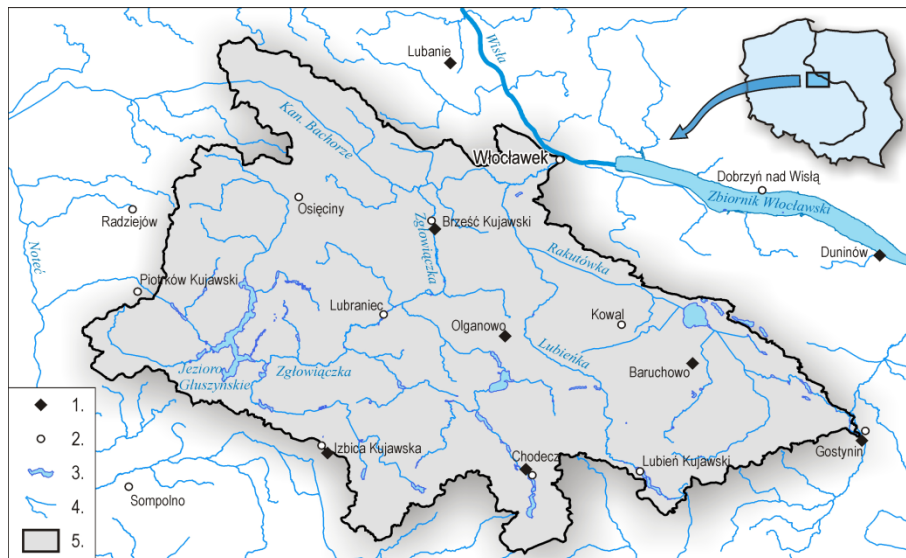 Wisła
Lubanie
Kan. Bachorze
Włocławek
Dobrzyń nad Wisłą
Zbiornik Włocławski
Osięciny
Radziejów
Brześć Kujawski
Zgłowiączka
Duninów
Noteć
Rakutówka
Piotrków Kujawski
Lubraniec
Kowal
Olganowo
Lubieńka
Jezioro
Głuszyńskie
Zgłowiączka
Baruchowo
1.
2.
Izbica Kujawska
Chodecz
Lubień Kujawski
Gostynin
3.
Sompolno
4.
5.